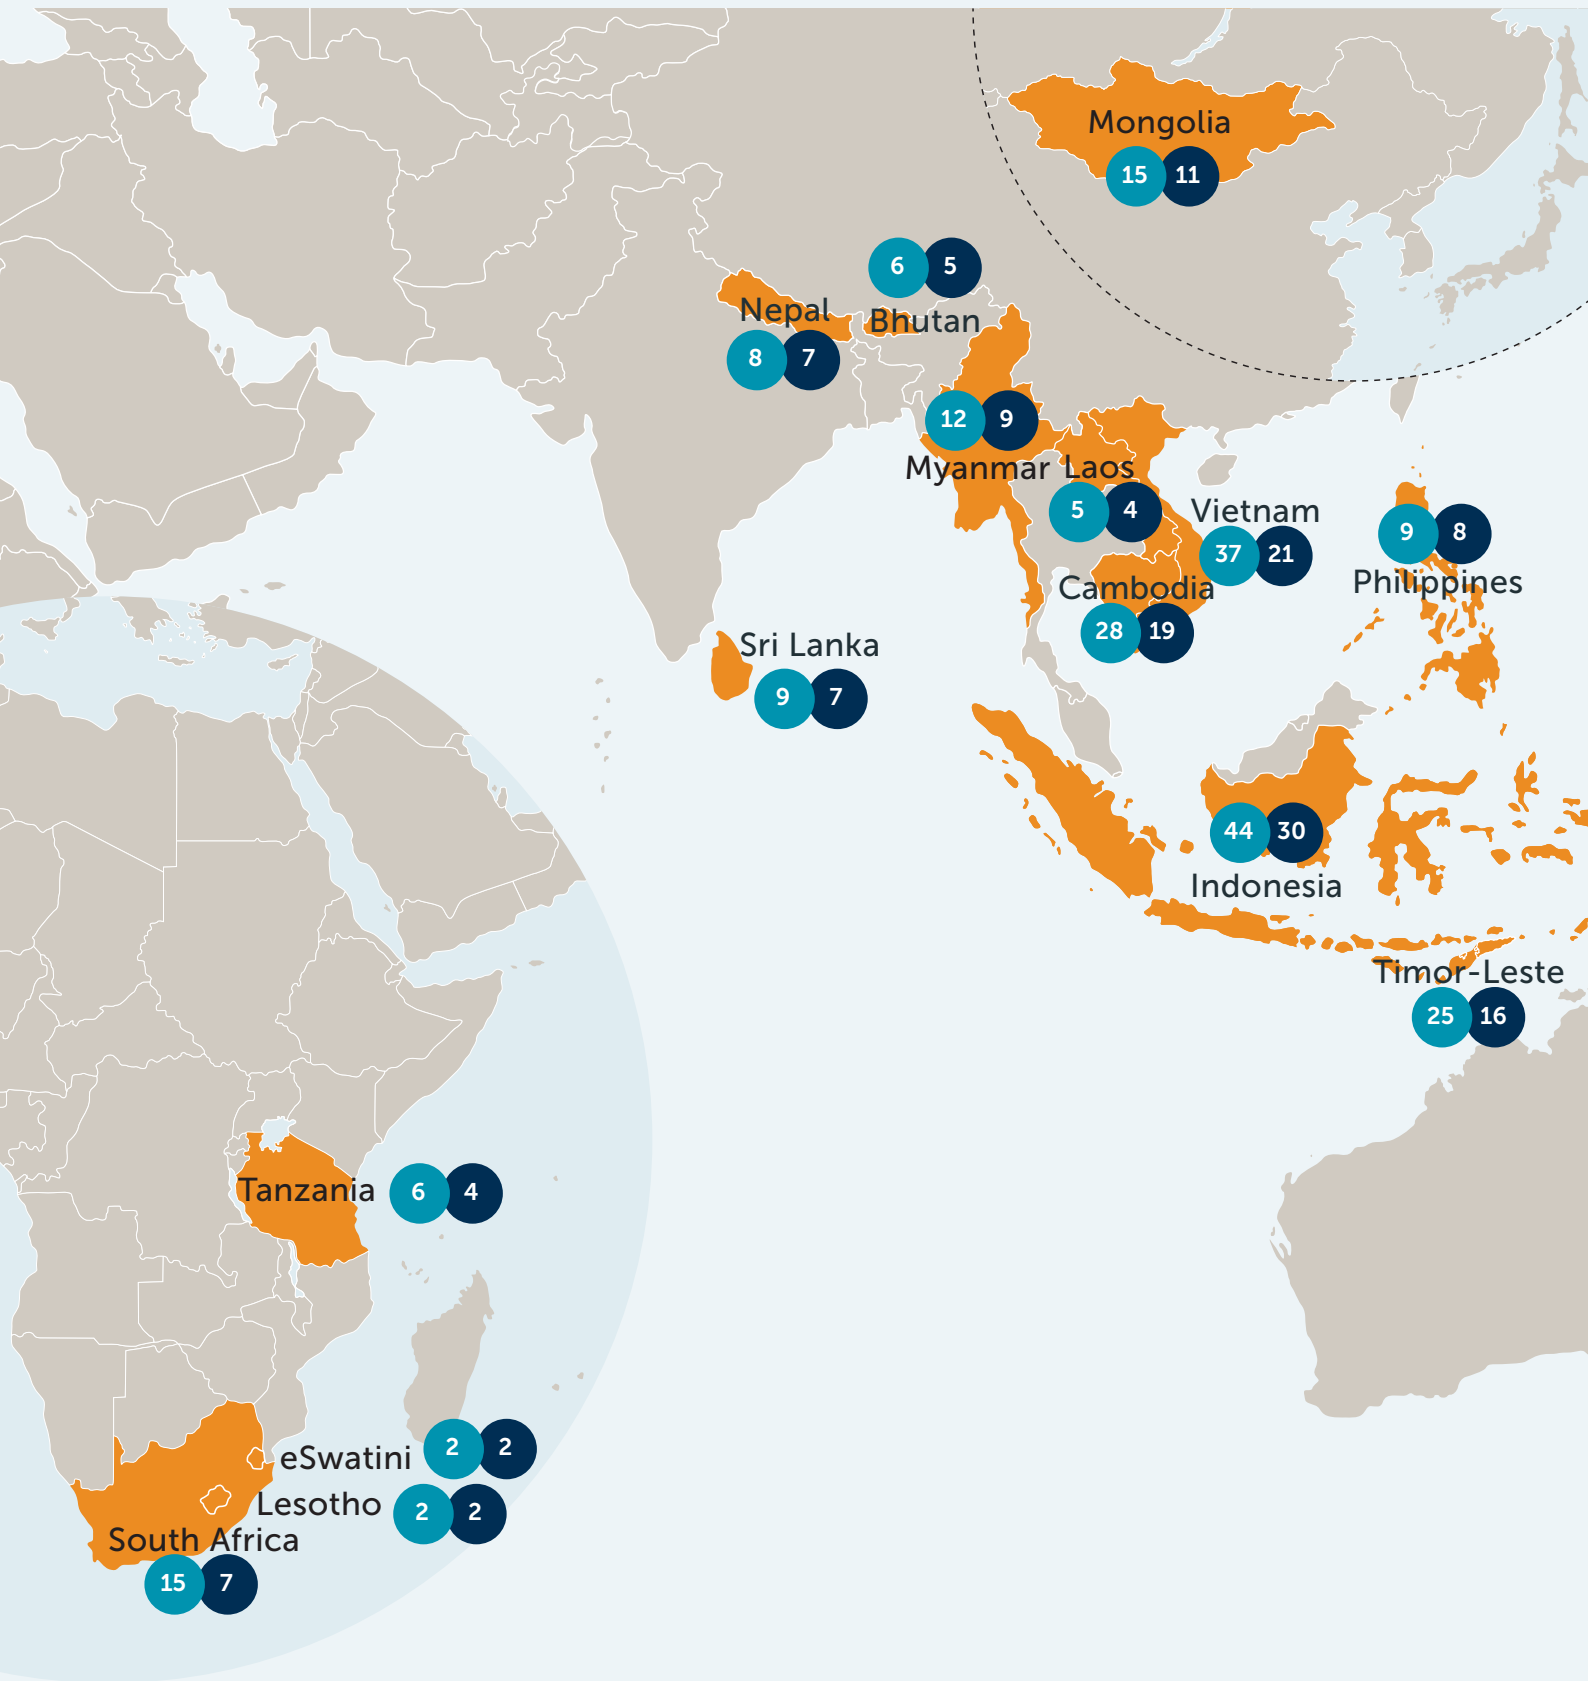 Mongolia
15 11
6 5
Bhutan
Nepal
8 7
12 9
Myanmar
Laos
5 4
Vietnam
37 21
9 8
Philippines
Cambodia
28 19
Sri Lanka
9 7
44 30
Indonesia
Timor-Leste
25 16
Tanzania 6 4
eSwatini 2 2
Lesotho 2 2
South Africa
15 7